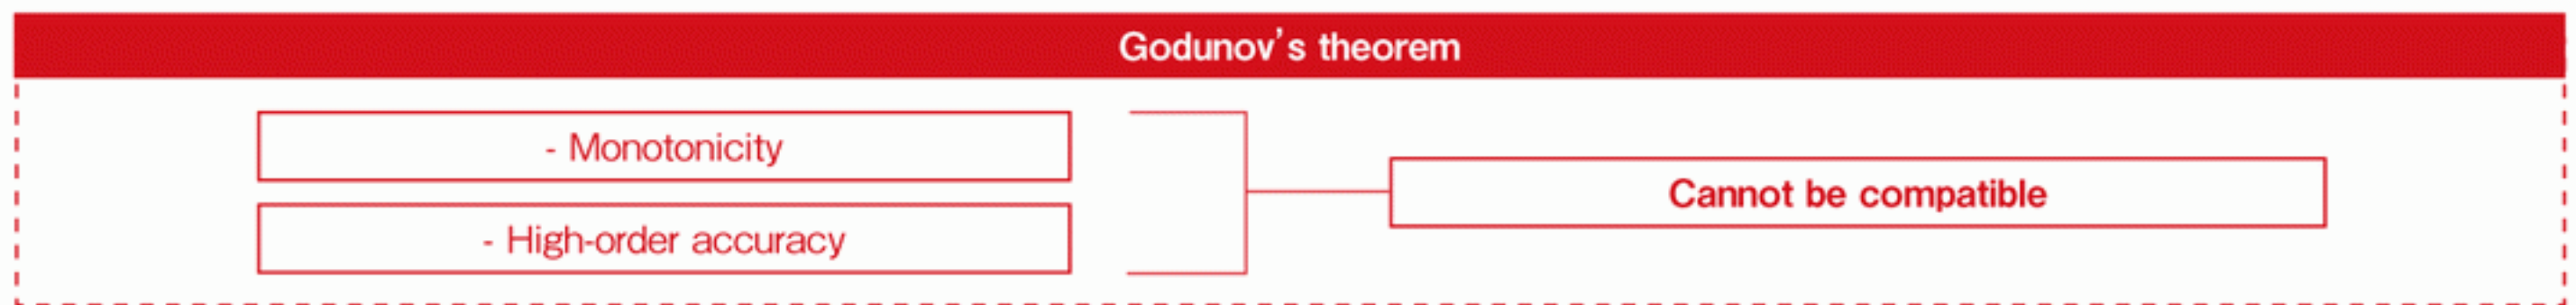 Godunov’s theorem
- Monotonicity
- High-order accuracy
Cannot be compatible